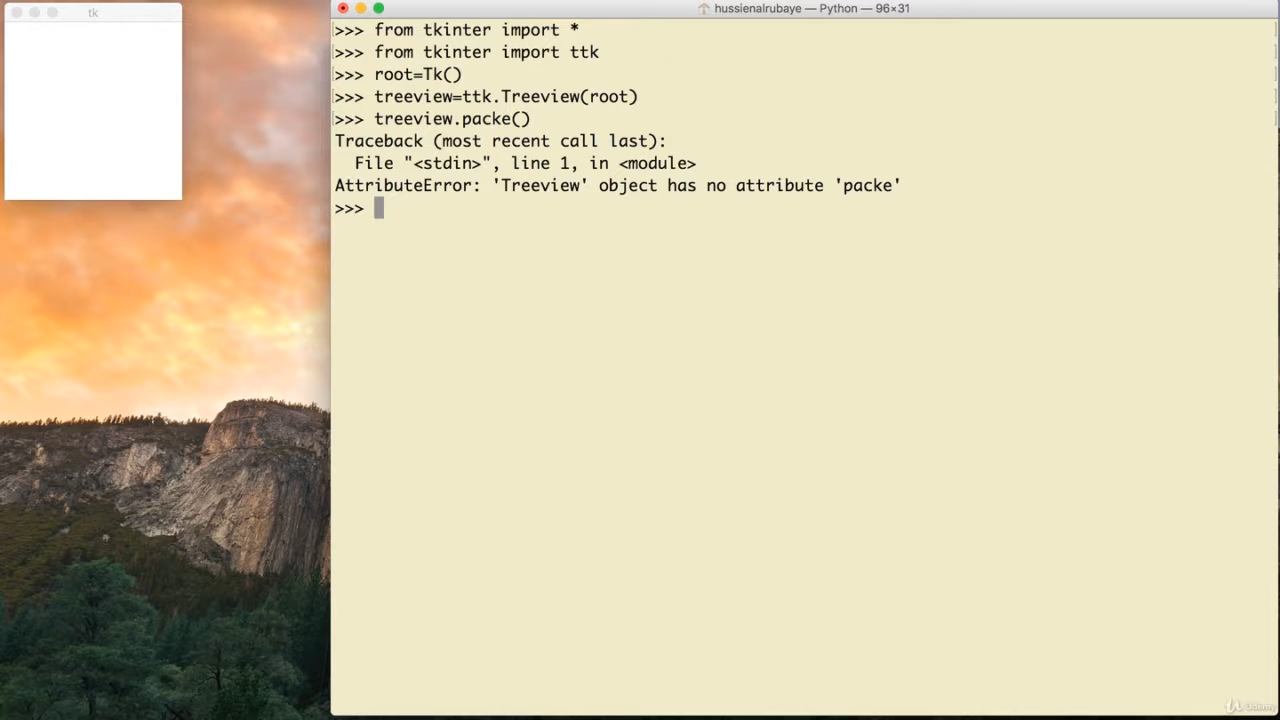 tk
hussienalrubaye — Python — 96×31
>>> from tkinter import *
>>> from tkinter import ttk
>>> root=Tk()
>>> treeview=ttk.Treeview(root)
>>> treeview.packe()
Traceback (most recent call last):
  File "<stdin>", line 1, in <module>
AttributeError: 'Treeview' object has no attribute 'packe'
>>>
Udemy